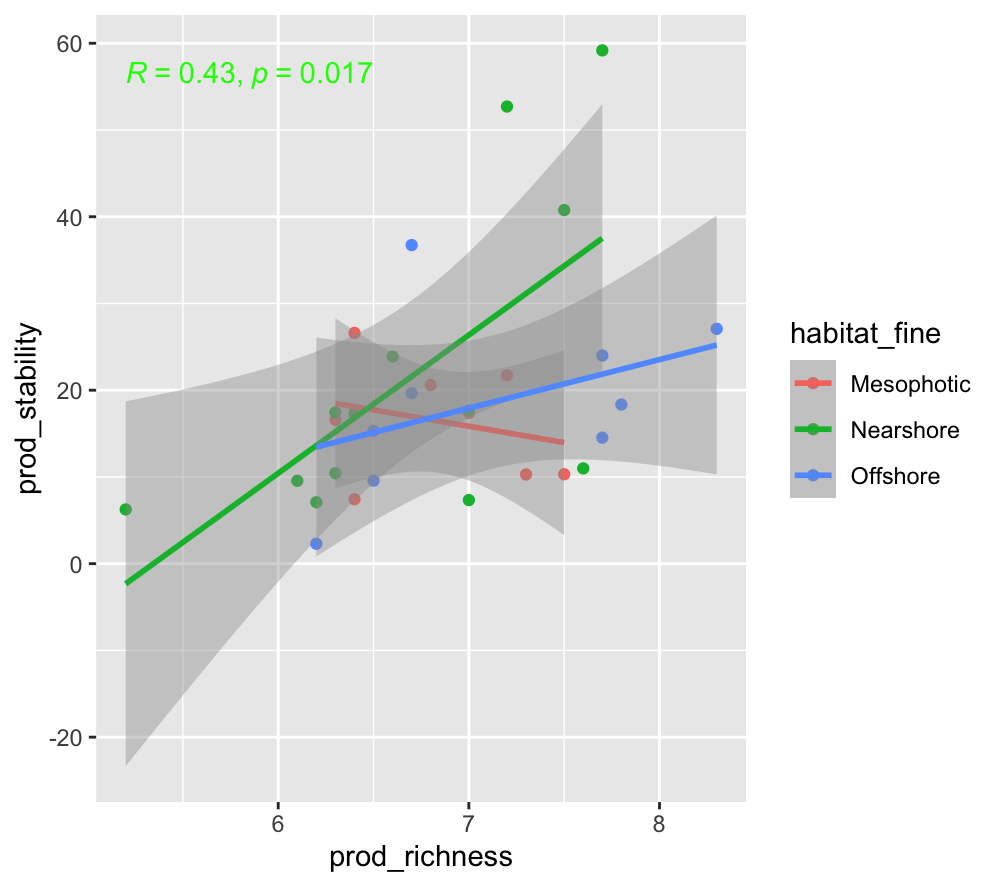 R = 0.43, p = 0.017
60
40
20
0
-20
prod_stability
6 7 8
prod_richness
habitat_fine
Mesophotic
Nearshore
Offshore